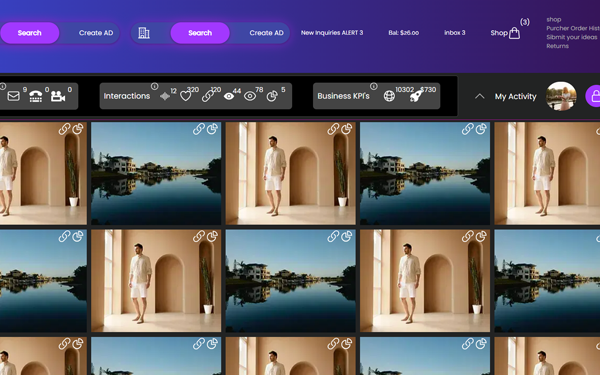 Search
Create AD
Search
Create AD
New Inquiries ALERT 3
Bal: $26.00
inbox 3
Shop
(3)
shop
Purcher Order Hist
Sibmit your ideas
Returns
9
0
0
Interactions
12
320
120
44
78
5
Business KPI's
10302
$730
My Activity